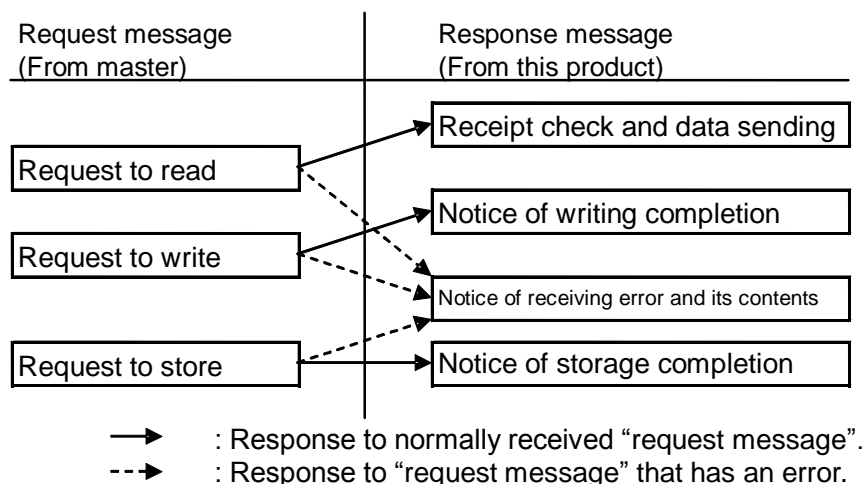 Request message
(From master)
Response message
(From this product)
Receipt check and data sending
Request to read
Notice of writing completion
Request to write
Notice of receiving error and its contents
Request to store
Notice of storage completion
: Response to normally received “request message”.
: Response to “request message” that has an error.